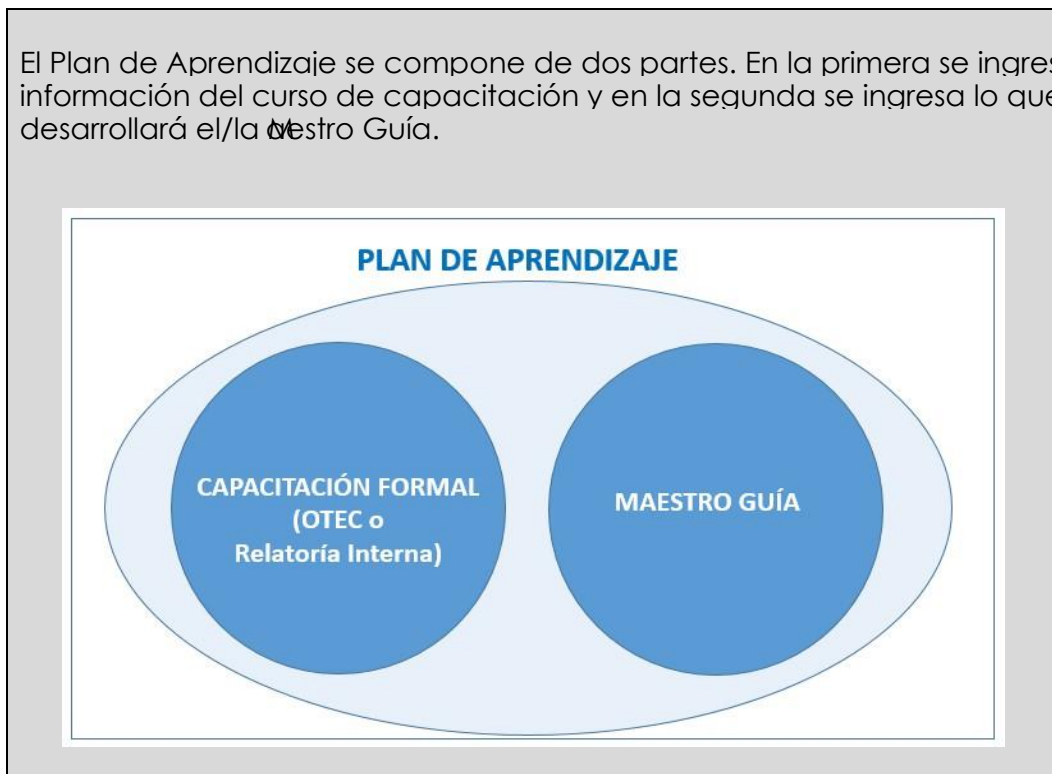 El Plan de Aprendizaje se compone de dos partes. En la primera se ingres
información del curso de capacitación y en la segunda se ingresa lo que
desarrollará el/la Maestro Guía.
PLAN DE APRENDIZAJE
CAPACITACIÓN FORMAL
(OTEC o
Relatoría Interna)
MAESTRO GUÍA